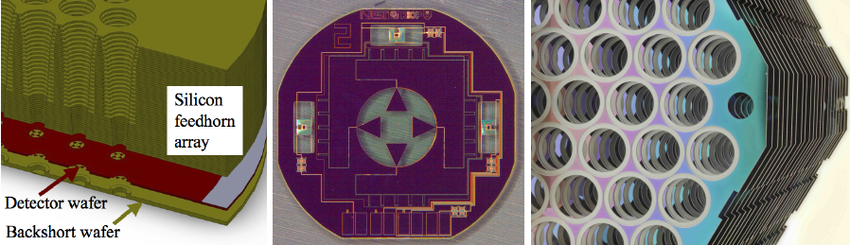 Silicon
feedhorn
array
Detector wafer
Backshort wafer